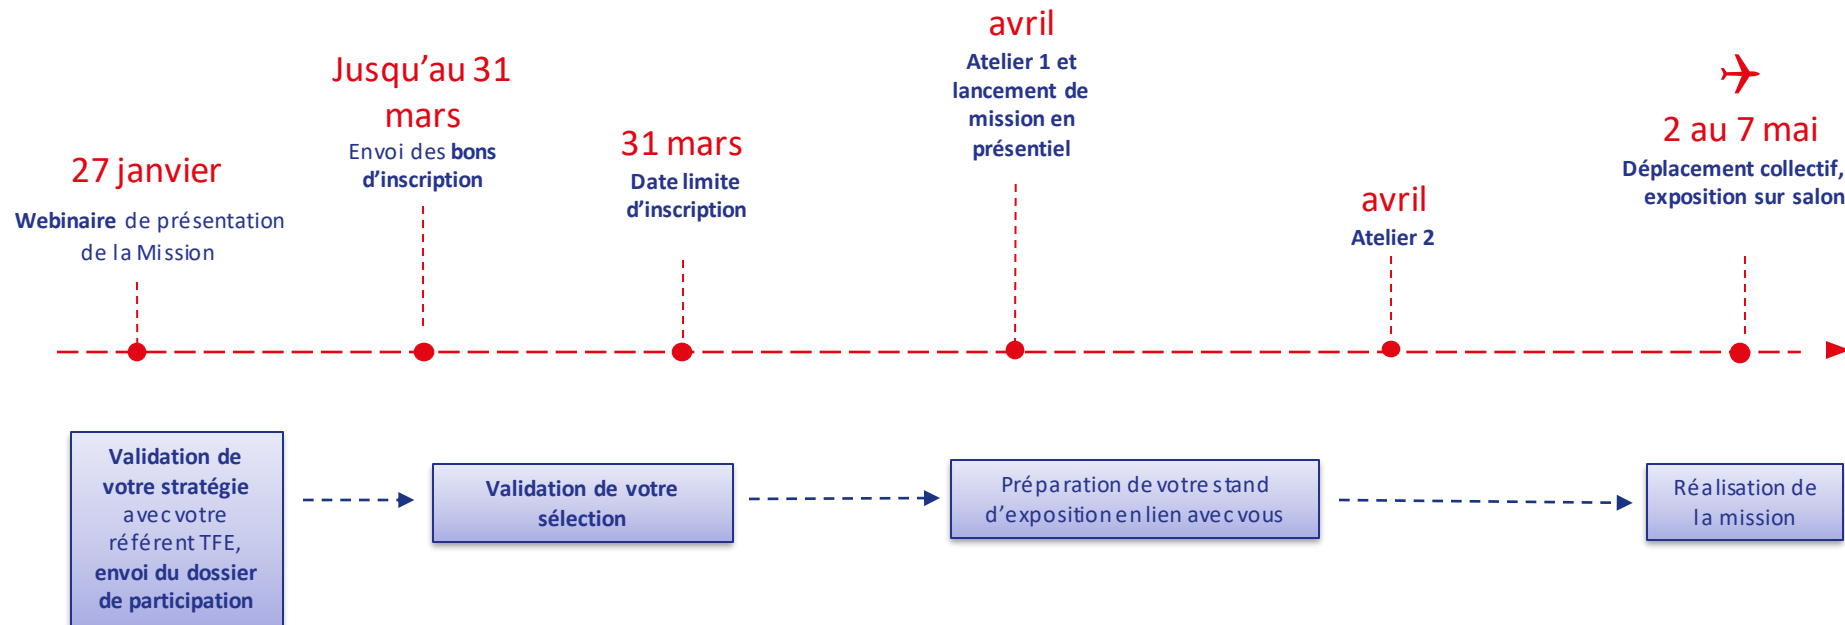 27 janvier
Webinaire de présentation
de la Mission
Jusqu’au 31
mars
Envoi des bons
d’inscription
31 mars
Date limite
d’inscription
avril
Atelier 1 et
lancement de
mission en
présentiel
avril
Atelier 2
2 au 7 mai
Déplacement collectif,
exposition sur salon
Validation de
votre stratégie
avec votre
référent TFE,
envoi du dossier
de participation
Validation de votre
sélection
Préparation de votre stand
d’exposition en lien avec vous
Réalisation de
la mission